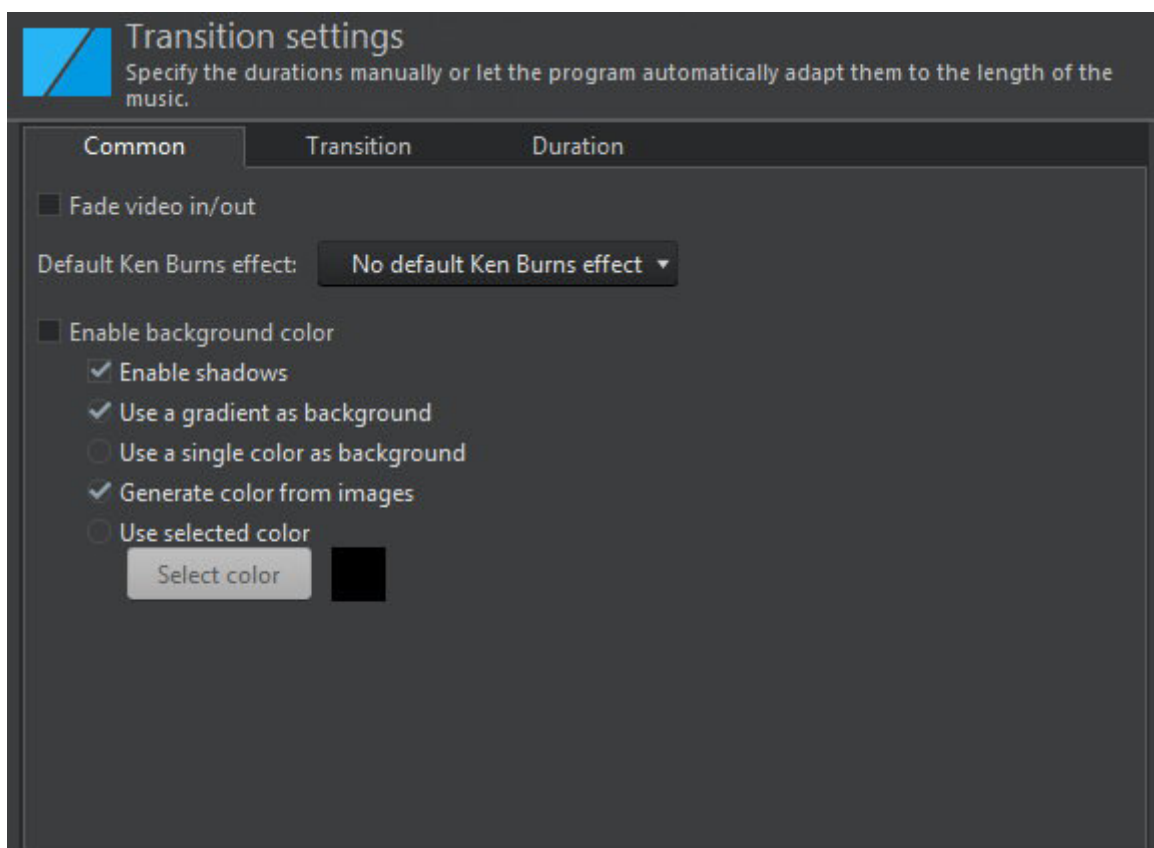 Transition settings
Specify the durations manually or let the program automatically adapt them to the length of the
music.
Common Transition Duration
Fade video in/out
Default Ken Burns effect: No default Ken Burns effect
Enable background color
Enable shadows
Use a gradient as background
Use a single color as background
Generate color from images
Use selected color
Select color